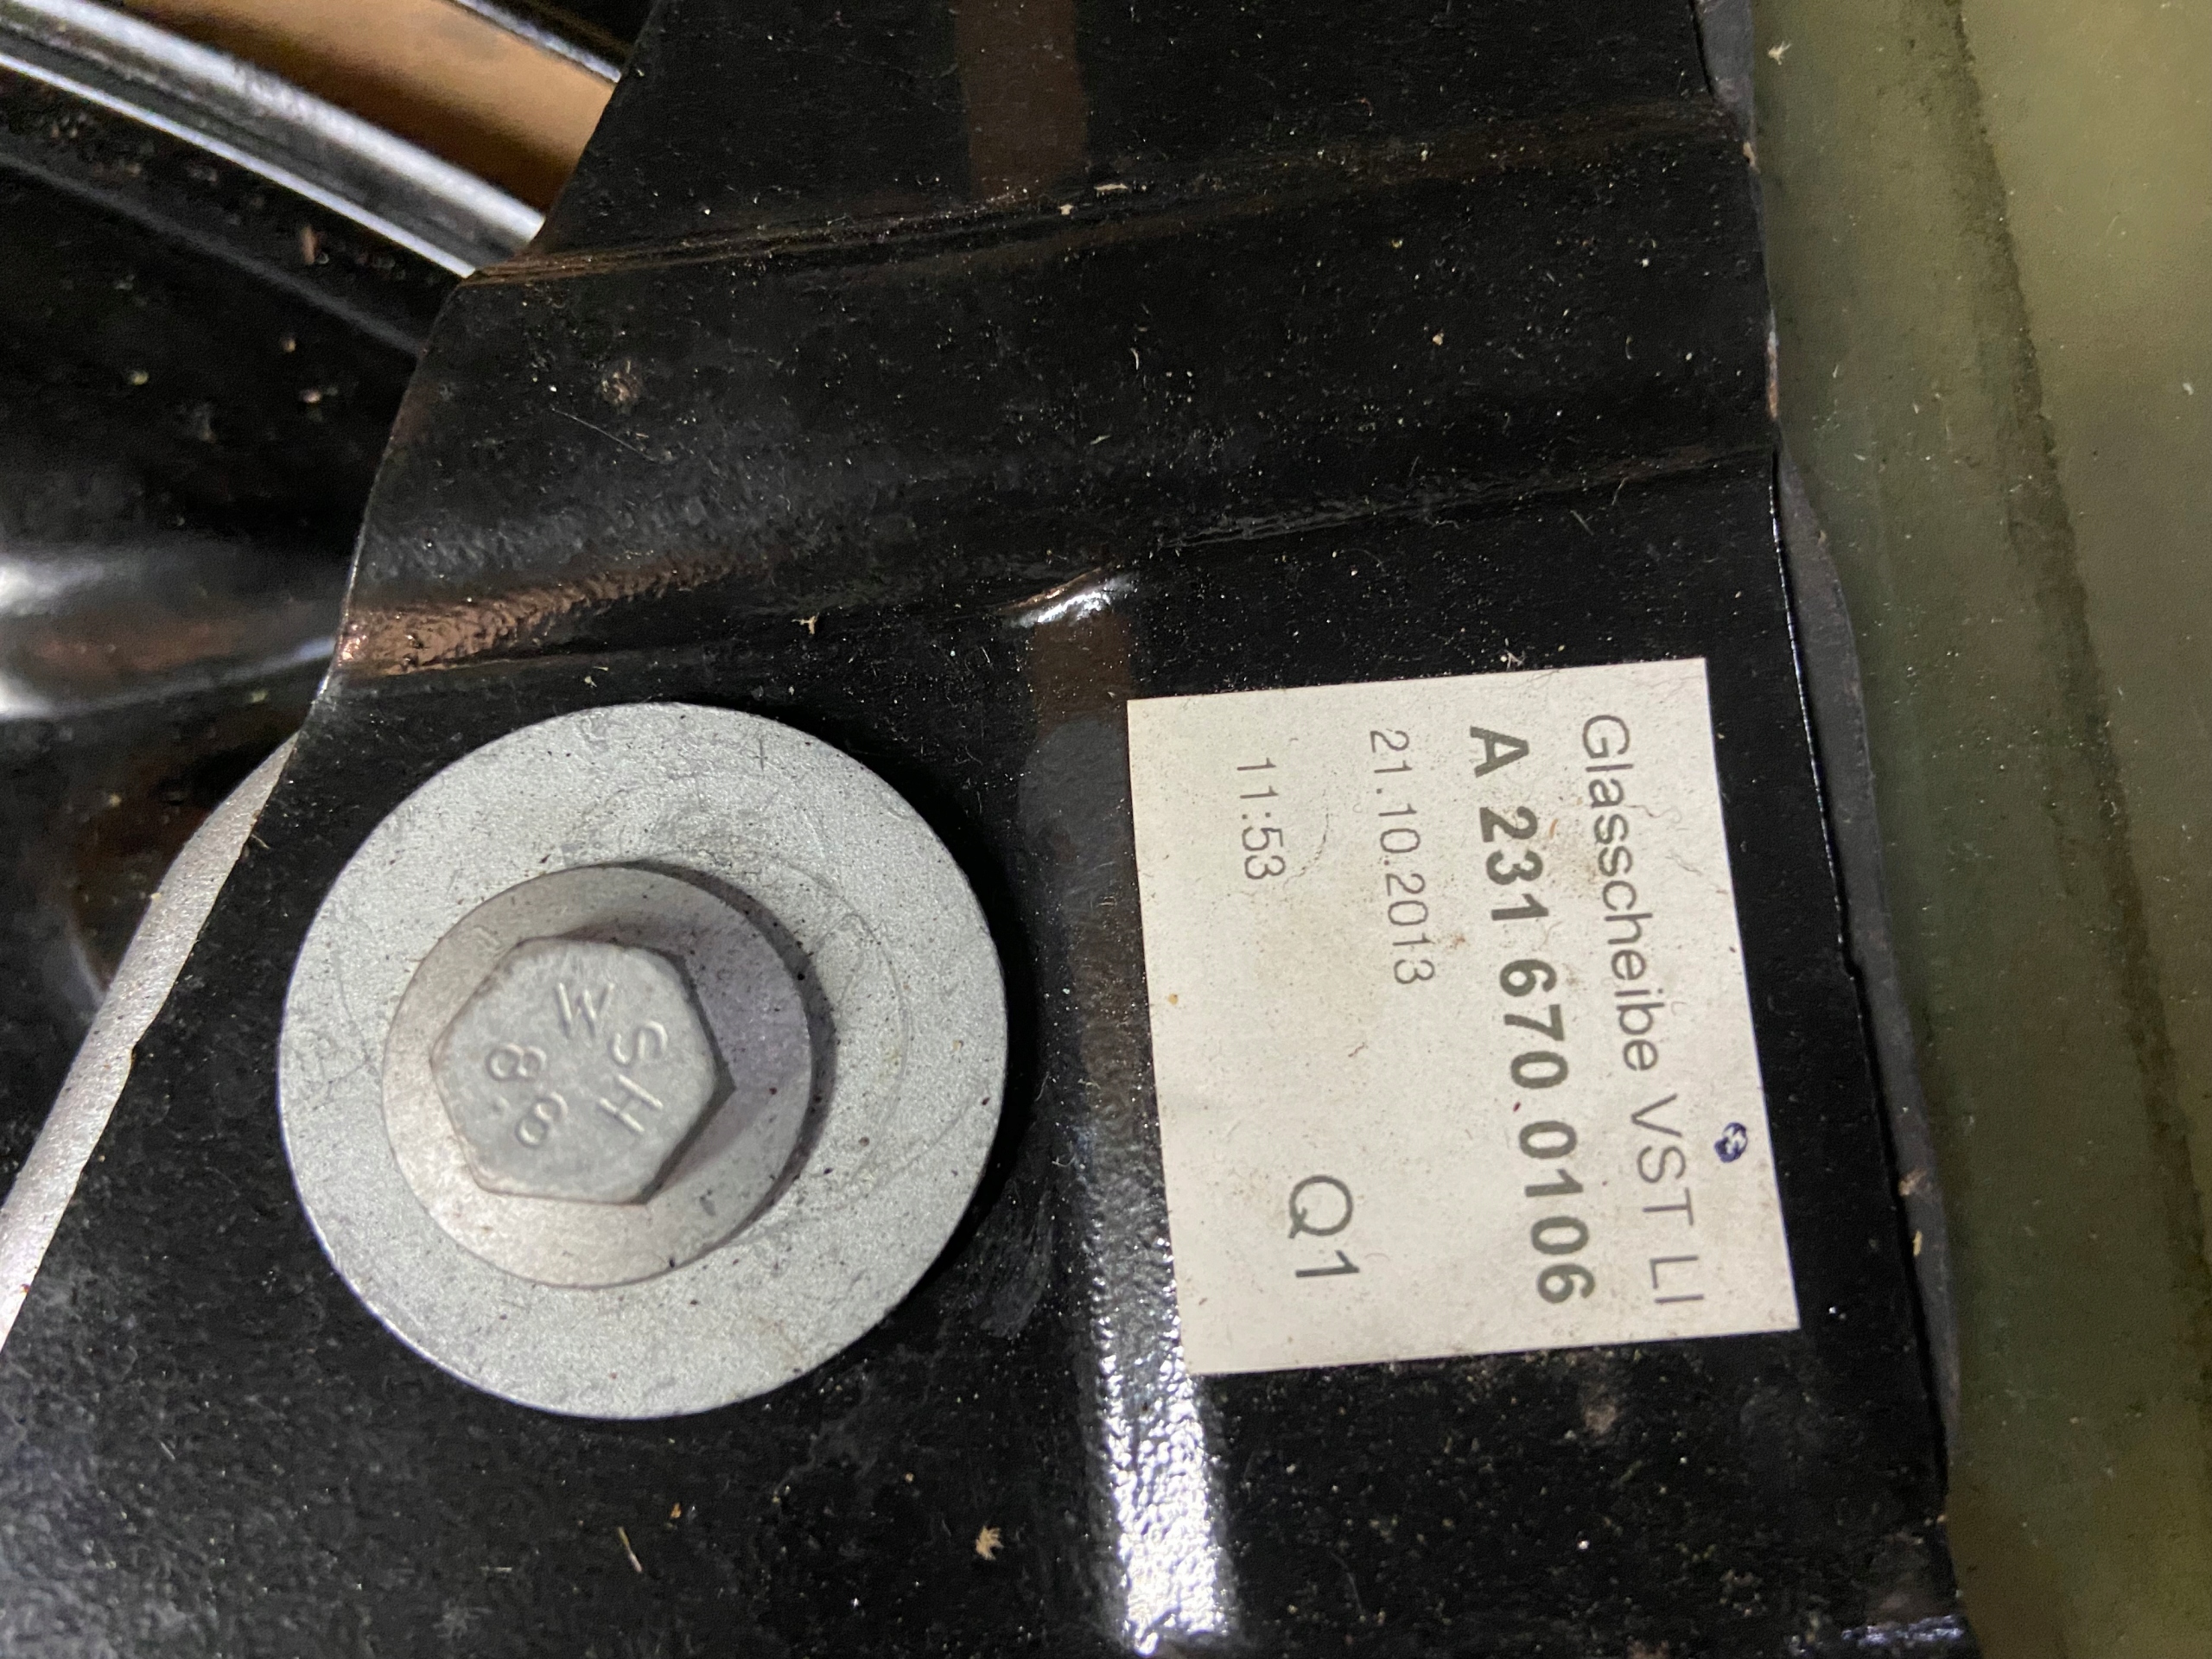 Glasscheibe VST LI
A 231 670 0106
21.10.2013
11:53
Q1
WSH
8.8